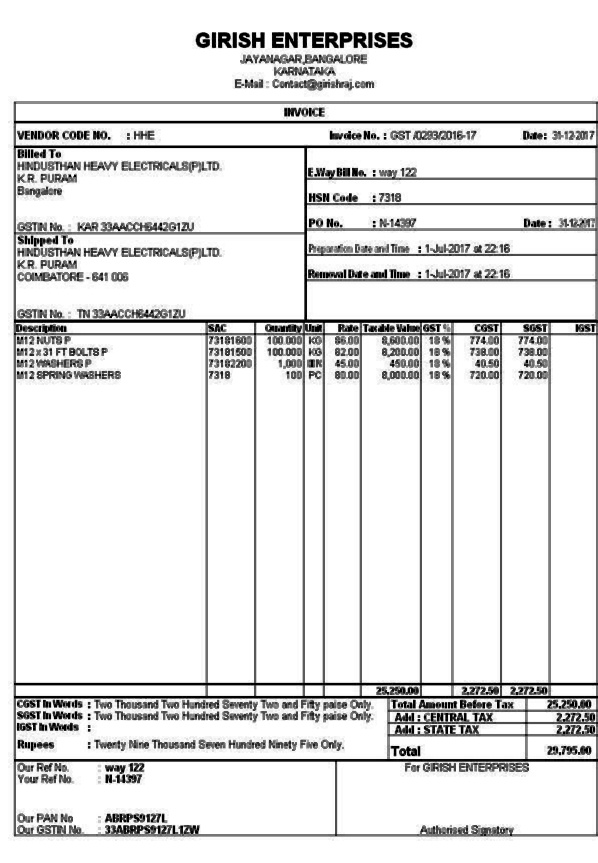 GIRISH ENTERPRISES
JAYANAGAR,BANGALORE
KARNATAKA
E-Mail : Contact@girishraj.com
INVOICE
VENDOR CODE NO. : HHE Invoice No. : GST /0293/2016-17 Date : 31-12-2017
Billed To
HINDUSTHAN HEAVY ELECTRICALS(P)LTD.
K.R. PURAM
Bangalore
GSTIN No. : KAR 33AACCH6442G1ZU
E.Way Bill No. : way 122
HSN Code : 7318
PO No. : N-14397 Date : 31-12-2017
Shipped To
HINDUSTHAN HEAVY ELECTRICALS(P)LTD.
K.R. PURAM
COIMBATORE - 641 006
GSTIN No. : TN 33AACCH6442G1ZU
Preparation Date and Time : 1-Jul-2017 at 22:16
Removal Date and Time : 1-Jul-2017 at 22:16
Description SAC Quantity Unit Rate Taxable Value GST % CGST SGST IGST
M12 NUTS P 73181600 100.000 KG 86.00 8,600.00 18 % 774.00 774.00
M12 x 31 FT BOLTS P 73181500 100.000 KG 82.00 8,200.00 18 % 738.00 738.00
M12 WASHERS P 73182200 1,000 45.00 450.00 18 % 40.50 40.50
M12 SPRING WASHERS 7318 100 PC 80.00 8,000.00 18 % 720.00 720.00
25,250.00 2,272.50 2,272.50
CGST In Words : Two Thousand Two Hundred Seventy Two and Fifty paise Only.
SGST In Words : Two Thousand Two Hundred Seventy Two and Fifty paise Only.
IGST In Words :
Rupees : Twenty Nine Thousand Seven Hundred Ninety Five Only.
Total Amount Before Tax 25,250.00
Add : CENTRAL TAX 2,272.50
Add : STATE TAX 2,272.50
Total 29,795.00
Our Ref No. : way 122
Your Ref No. : N-14397
Our PAN No : ABRPS9127L
Our GSTIN No. : 33ABRPS9127L1ZW
For GIRISH ENTERPRISES
Authorised Signatory